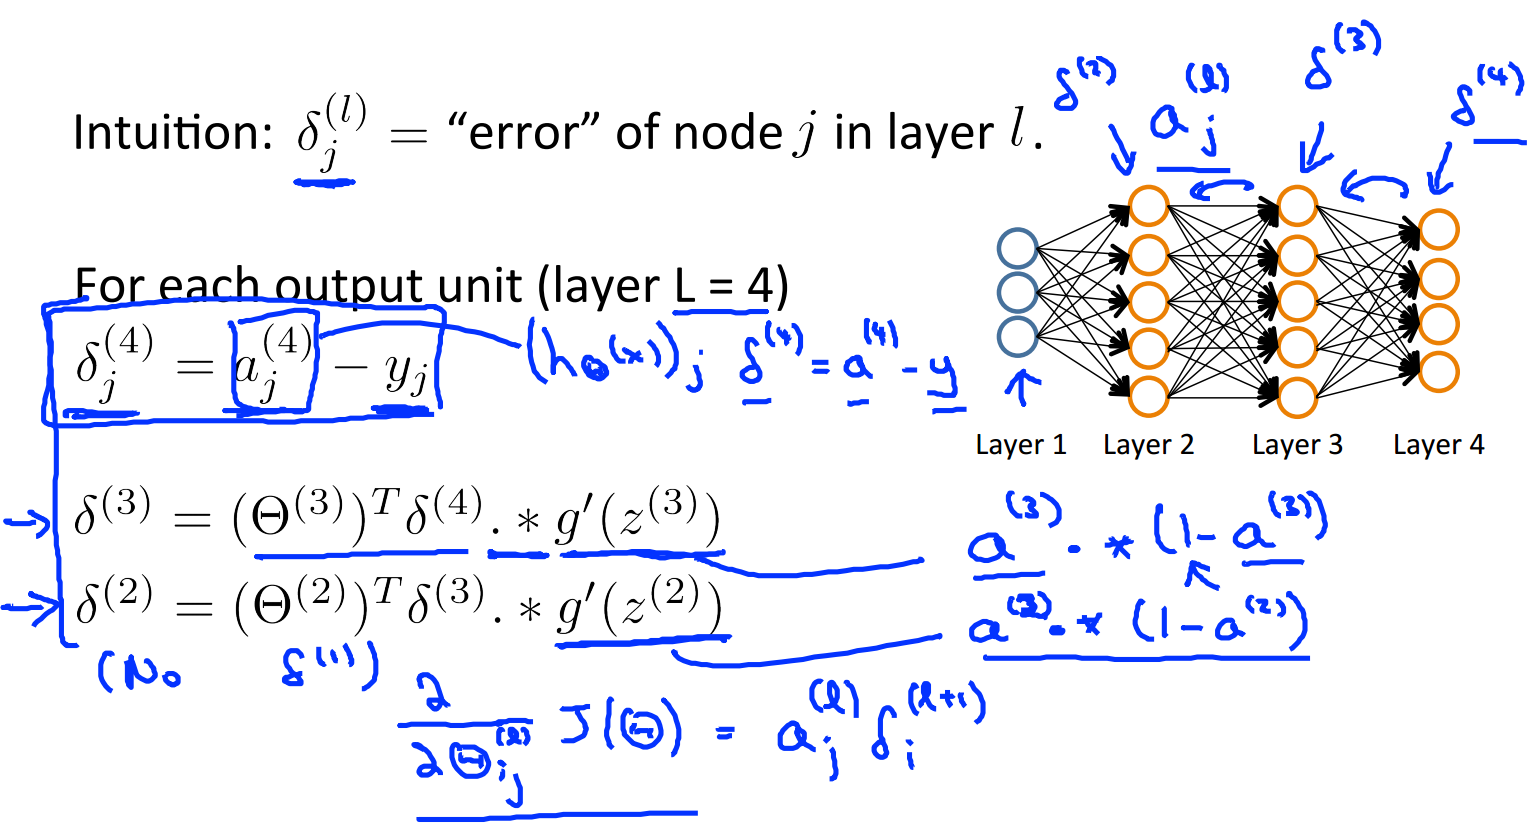 Intuition: δ_j^{(l)} = “error” of node j in layer l.
δ^{(2)} a_j^{(l)} δ^{(3)} δ^{(4)}
For each output unit (layer L = 4)
δ_j^{(4)} = a_j^{(4)} − y_j (h_Θ(x))_j δ^{(4)} = a^{(4)} - y
Layer 1 Layer 2 Layer 3 Layer 4
δ^{(3)} = (Θ^{(3)})^T δ^{(4)} .* g′(z^{(3)}) a^{(3)} .* (1 - a^{(3)})
δ^{(2)} = (Θ^{(2)})^T δ^{(3)} .* g′(z^{(2)}) a^{(2)} .* (1 - a^{(2)})
(No δ^{(1)})
∂/∂Θ_{ij}^{(l)} J(Θ) = a_j^{(l)} δ_i^{(l+1)}